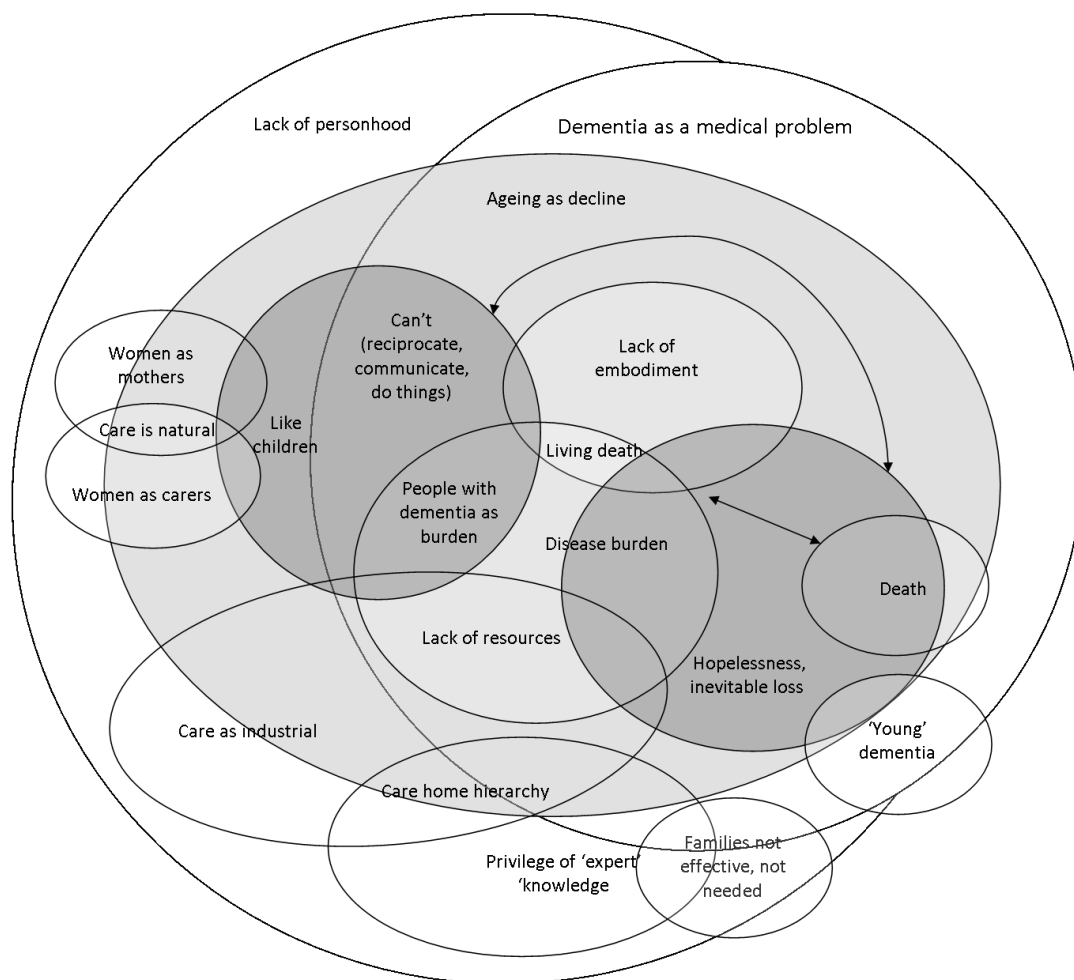 Lack of personhood
Dementia as a medical problem
Ageing as decline
Can't
(reciprocate,
communicate,
do things)
Lack of
embodiment
Women as
mothers
Care is natural
Like
children
Women as carers
Living death
People with
dementia as
burden
Disease burden
Death
Lack of resources
Hopelessness,
inevitable loss
Care as industrial
'Young'
dementia
Care home hierarchy
Privilege of 'expert'
'knowledge
Families not
effective, not
needed